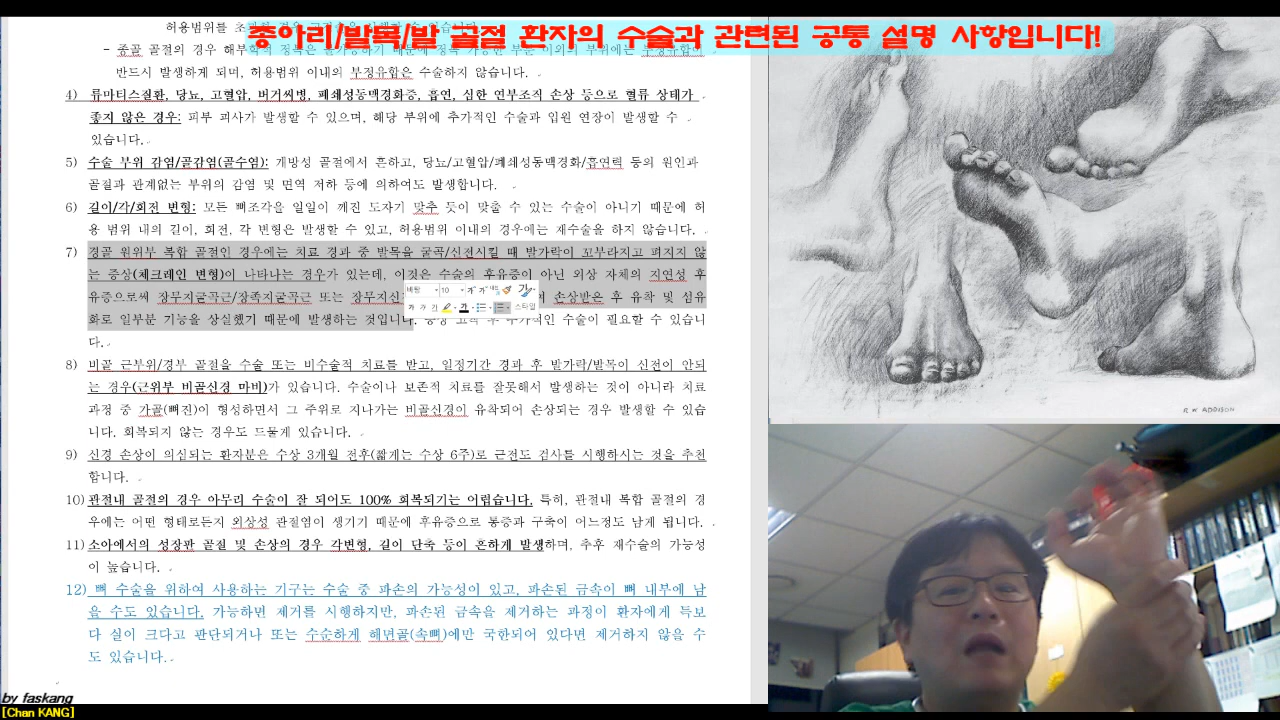 종아리/발목/발 골절 환자의 수술과 관련된 공통 설명 사항입니다!
허용범위를
- 종골 골절의 경우 해부
반드시 발생하게 되며, 허용범위 이내의 부정유합은 수술하지 않습니다.
4) 류마티스질환, 당뇨, 고혈압, 버거씨병, 폐쇄성동맥경화증, 흡연, 심한 연부조직 손상 등으로 혈류 상태가
좋지 않은 경우: 피부 괴사가 발생할 수 있으며, 해당 부위에 추가적인 수술과 입원 연장이 발생할 수
있습니다.
5) 수술 부위 감염/골감염(골수염): 개방성 골절에서 흔하고, 당뇨/고혈압/폐쇄성동맥경화/흡연력 등의 원인과
골절과 관계없는 부위의 감염 및 면역 저하 등에 의하여도 발생합니다.
6) 길이/각/회전 변형: 모든 뼈조각을 일일이 깨진 도자기 맞추 듯이 맞출 수 있는 수술이 아니기 때문에 허
용 범위 내의 길이, 회전, 각 변형은 발생할 수 있고, 허용범위 이내의 경우에는 재수술을 하지 않습니다.
7) 경골 원위부 복합 골절인 경우에는 치료 경과 중 발목을 굴곡/신전시킬 때 발가락이 꼬부라지고 펴지지 않
는 증상(체크레인 변형)이 나타나는 경우가 있는데, 이것은 수술의 후유증이 아닌 외상 자체의 지연성 후
유증으로써 장무지굴곡근/장족지굴곡근 또는 장무지신 손상받은 후 유착 및 섬유
바탕 10 가 가 스타일
가 가 가 가
화로 일부분 기능을 상실했기 때문에 발생하는 것입니다. 증상 고착 후 추가적인 수술이 필요할 수 있습니
다.
8) 비골 근부위/경부 골절을 수술 또는 비수술적 치료를 받고, 일정기간 경과 후 발가락/발목이 신전이 안되
는 경우(근위부 비골신경 마비)가 있습니다. 수술이나 보존적 치료를 잘못해서 발생하는 것이 아니라 치료
과정 중 가골(뼈진)이 형성하면서 그 주위로 지나가는 비골신경이 유착되어 손상되는 경우 발생할 수 있습
니다. 회복되지 않는 경우도 드물게 있습니다.
9) 신경 손상이 의심되는 환자분은 수상 3개월 전후(짧게는 수상 6주)로 근전도 검사를 시행하시는 것을 추천
합니다.
10) 관절내 골절의 경우 아무리 수술이 잘 되어도 100% 회복되기는 어렵습니다. 특히, 관절내 복합 골절의 경
우에는 어떤 형태로든지 외상성 관절염이 생기기 때문에 후유증으로 통증과 구축이 어느정도 남게 됩니다.
11) 소아에서의 성장판 골절 및 손상의 경우 각변형, 길이 단축 등이 흔하게 발생하며, 추후 재수술의 가능성
이 높습니다.
12) 뼈 수술을 위하여 사용하는 기구는 수술 중 파손의 가능성이 있고, 파손된 금속이 뼈 내부에 남
을 수도 있습니다. 가능하면 제거를 시행하지만, 파손된 금속을 제거하는 과정이 환자에게 득보
다 실이 크다고 판단되거나 또는 수순하게 해면골(속뼈)에만 국한되어 있다면 제거하지 않을 수
도 있습니다.
R W ADDISON
by faskang
[Chan KANG]